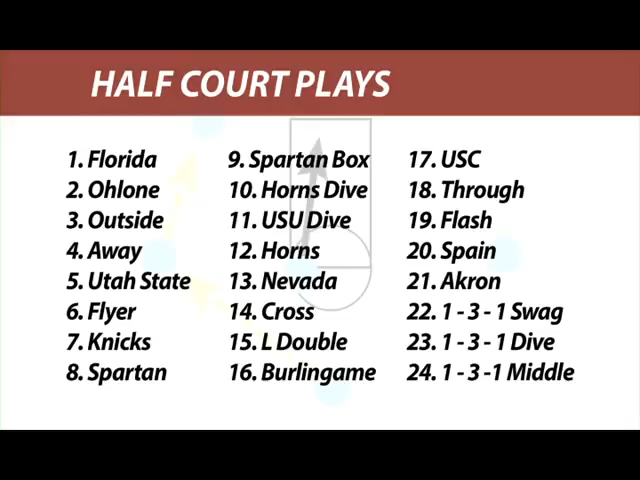 HALF COURT PLAYS
1. Florida
2. Ohlone
3. Outside
4. Away
5. Utah State
6. Flyer
7. Knicks
8. Spartan
9. Spartan Box
10. Horns Dive
11. USU Dive
12. Horns
13. Nevada
14. Cross
15. L Double
16. Burlingame
17. USC
18. Through
19. Flash
20. Spain
21. Akron
22. 1 - 3 - 1 Swag
23. 1 - 3 - 1 Dive
24. 1 - 3 -1 Middle